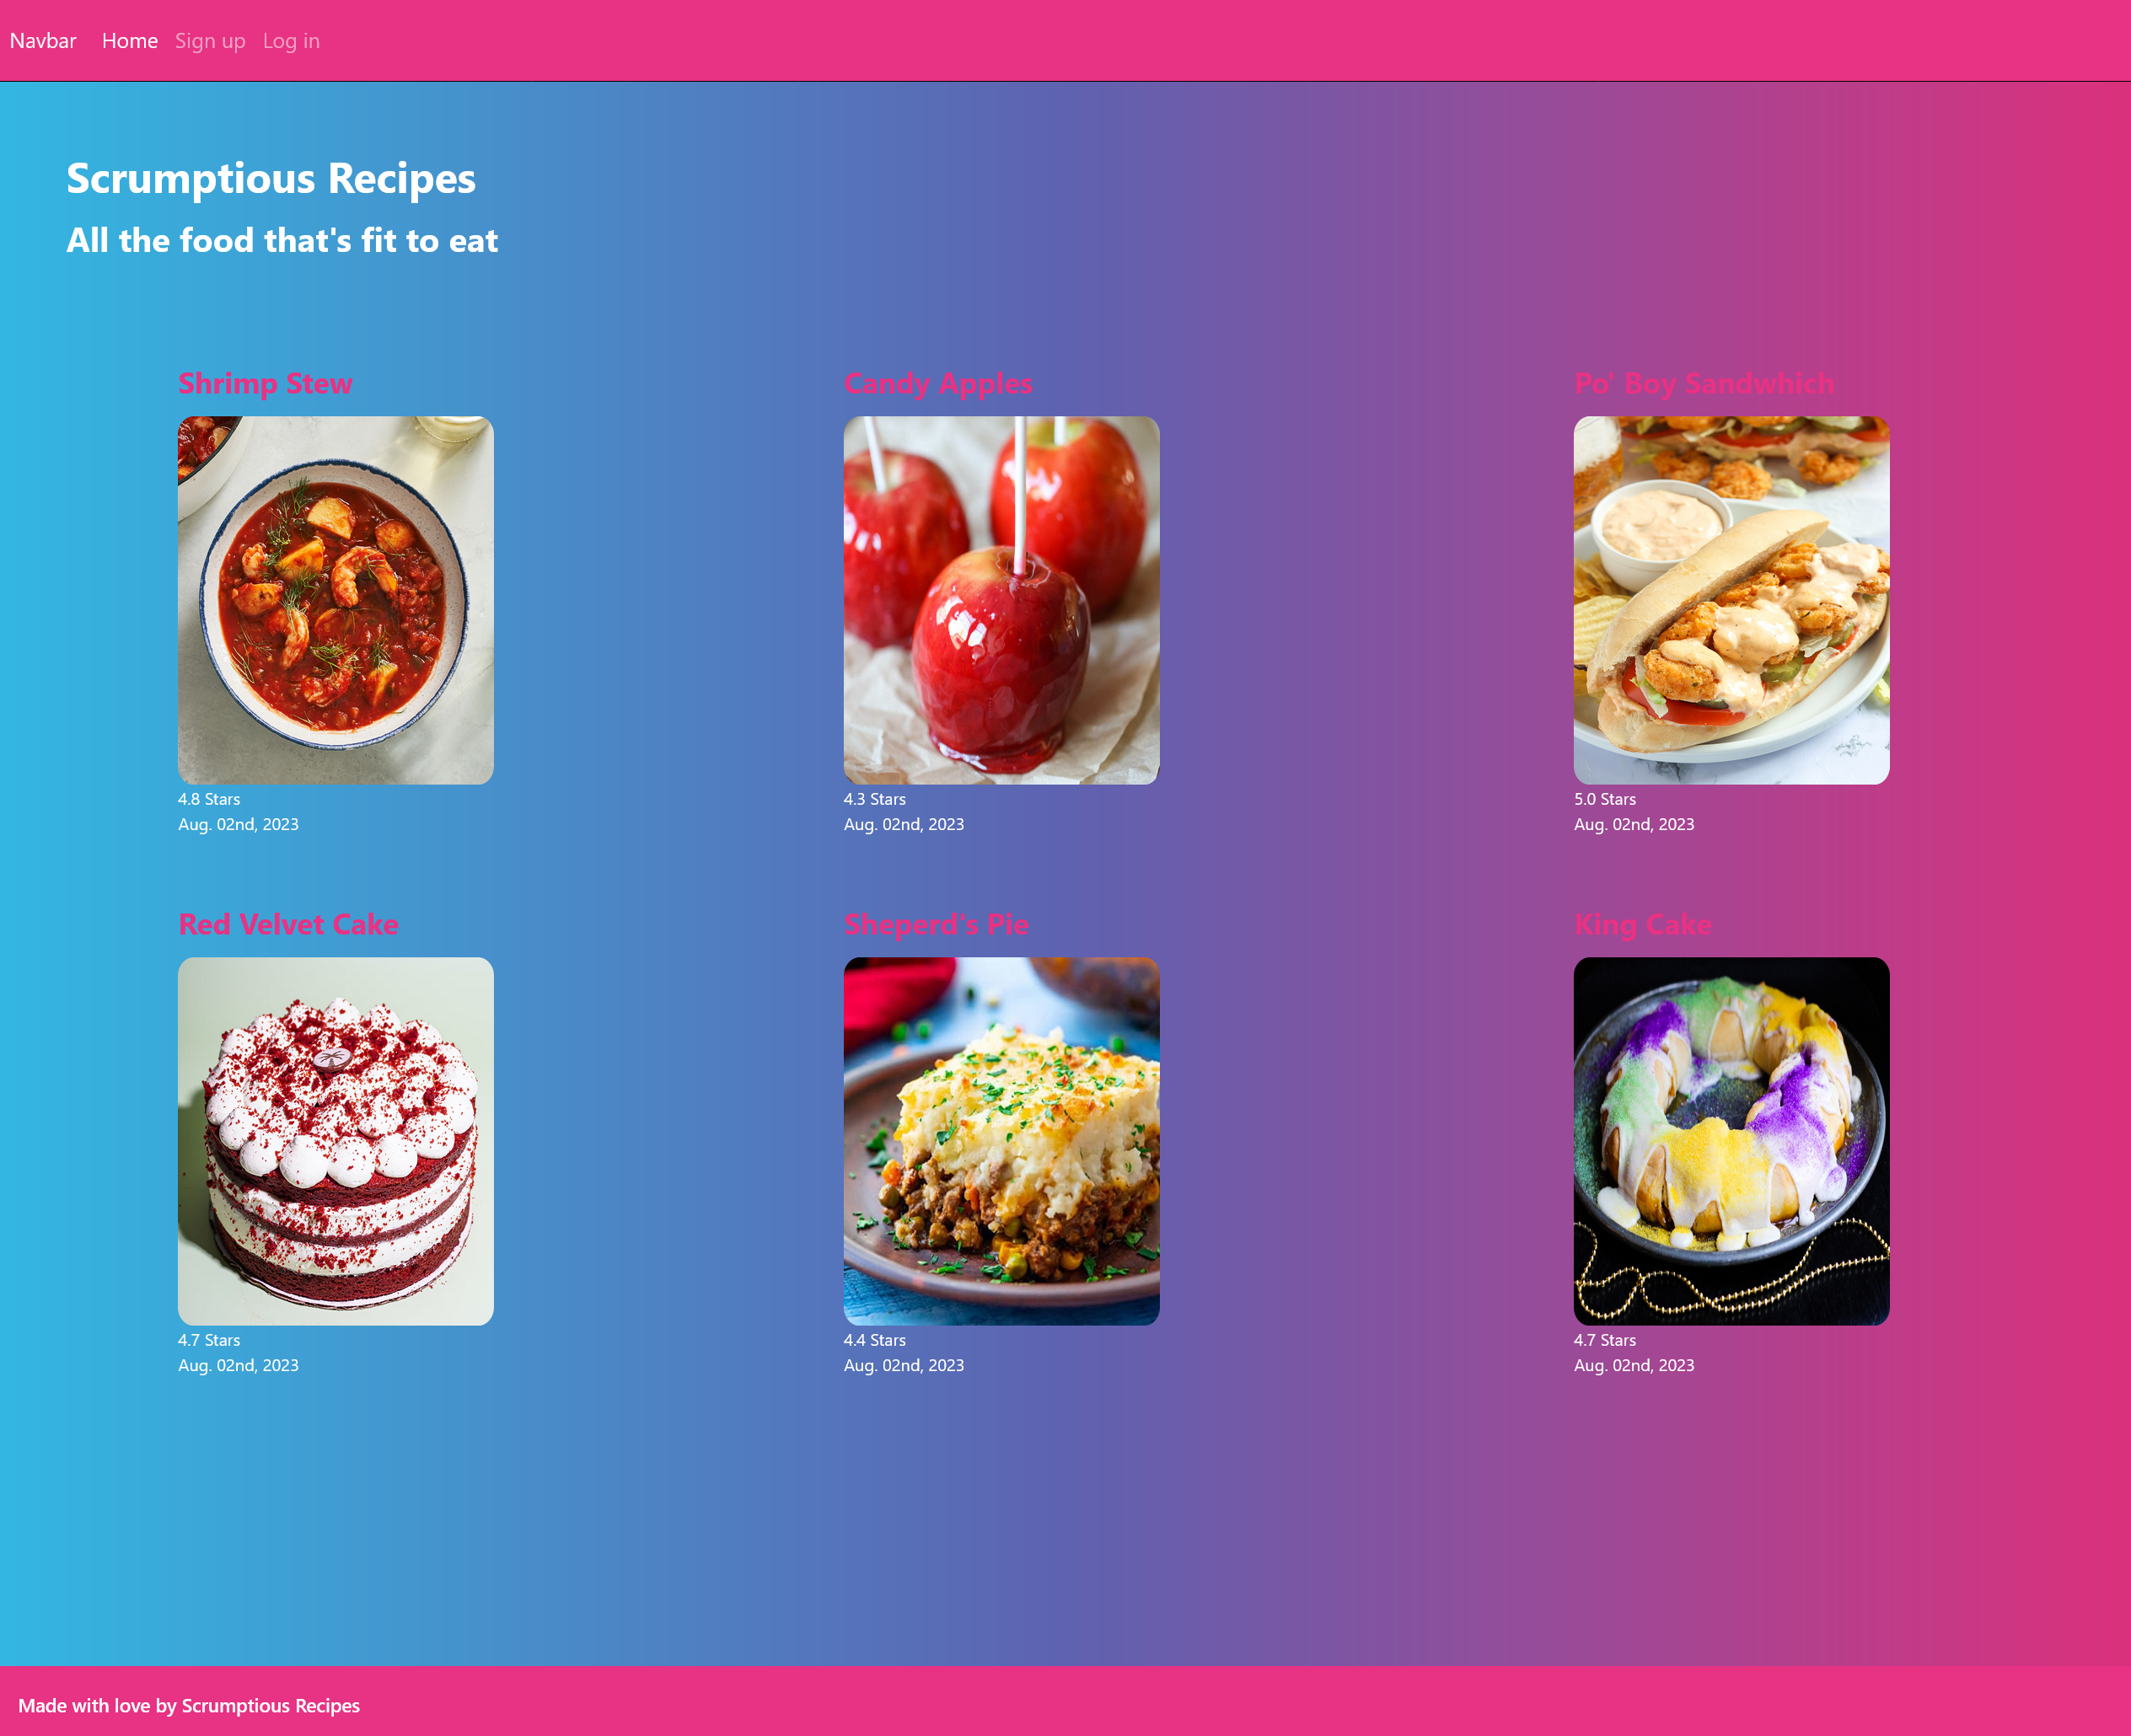 Navbar Home Sign up Log in
Scrumptious Recipes
All the food that's fit to eat
Shrimp Stew
4.8 Stars
Aug. 02nd, 2023
Candy Apples
4.3 Stars
Aug. 02nd, 2023
Po' Boy Sandwhich
5.0 Stars
Aug. 02nd, 2023
Red Velvet Cake
4.7 Stars
Aug. 02nd, 2023
Sheperd's Pie
4.4 Stars
Aug. 02nd, 2023
King Cake
4.7 Stars
Aug. 02nd, 2023
Made with love by Scrumptious Recipes